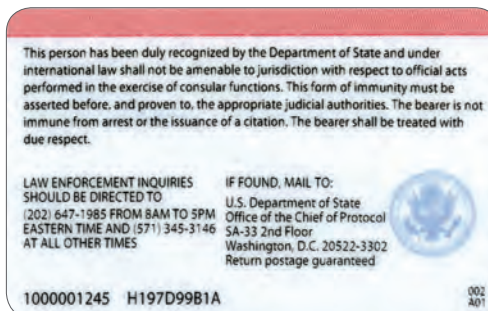 This person has been duly recognized by the Department of State and under
international law shall not be amenable to jurisdiction with respect to official acts
performed in the exercise of consular functions. This form of immunity must be
asserted before, and proven to, the appropriate judicial authorities. The bearer is not
immune from arrest or the issuance of a citation. The bearer shall be treated with
due respect.
LAW ENFORCEMENT INQUIRIES
SHOULD BE DIRECTED TO
(202) 647-1985 FROM 8AM TO 5PM
EASTERN TIME AND (571) 345-3146
AT ALL OTHER TIMES
IF FOUND, MAIL TO:
U.S. Department of State
Office of the Chief of Protocol
SA-33 2nd Floor
Washington, D.C. 20522-3302
Return postage guaranteed
1000001245 H197D99B1A
002
A01